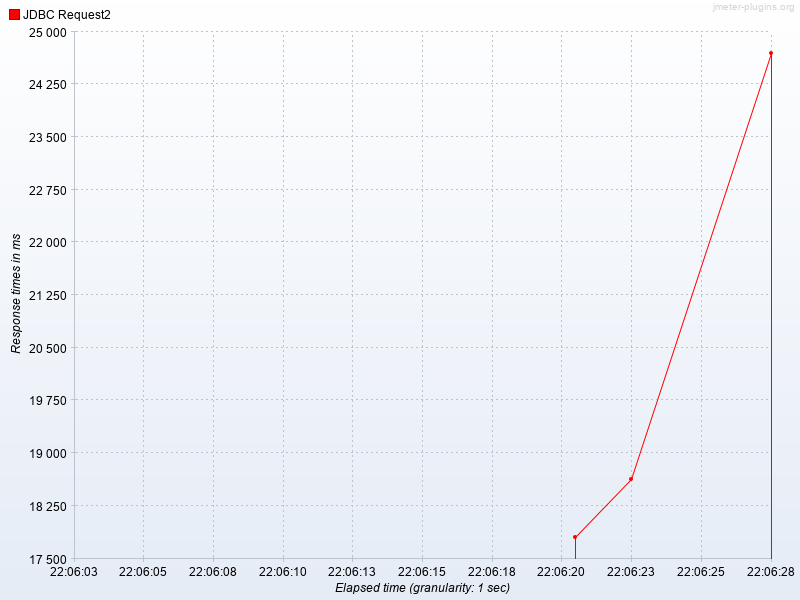 jmeter-plugins.org
JDBC Request2
25 000
24 250
23 500
22 750
22 000
21 250
20 500
19 750
19 000
18 250
17 500
Response times in ms
22:06:03 22:06:05 22:06:08 22:06:10 22:06:13 22:06:15 22:06:18 22:06:20 22:06:23 22:06:25 22:06:28
Elapsed time (granularity: 1 sec)